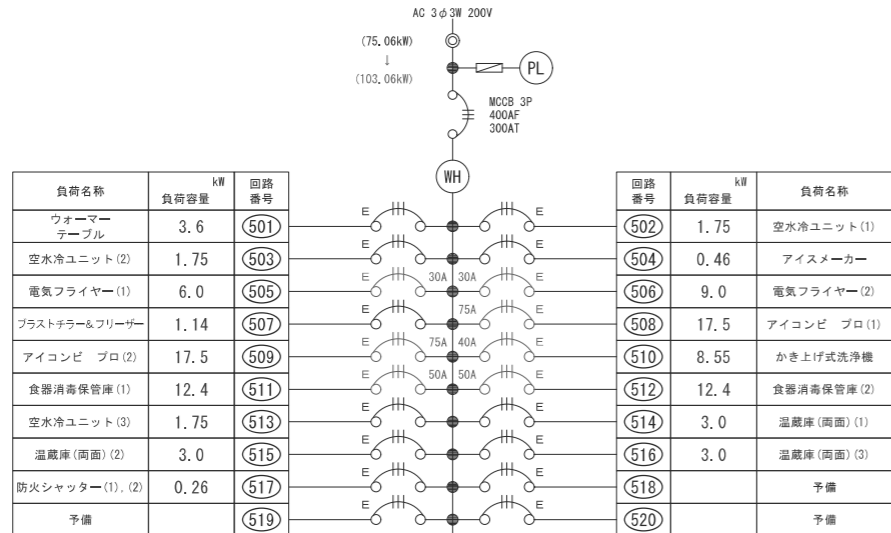 AC 3φ3W 200V
(75.06kW)
↓
(103.06kW)
PL
MCCB 3P
400AF
300AT
WH
負荷名称 kW 負荷容量 回路番号 回路番号 kW 負荷容量 負荷名称
ウォーマー
テーブル 3.6 501 E E 502 1.75 空水冷ユニット(1)
空水冷ユニット(2) 1.75 503 E E 504 0.46 アイスメーカー
電気フライヤー(1) 6.0 505 E 30A 30A E 506 9.0 電気フライヤー(2)
ブラストチラー&フリーザー 1.14 507 E 75A E 508 17.5 アイコンビ プロ(1)
アイコンビ プロ(2) 17.5 509 E 75A 40A E 510 8.55 かき上げ式洗浄機
食器消毒保管庫(1) 12.4 511 E 50A 50A E 512 12.4 食器消毒保管庫(2)
空水冷ユニット(3) 1.75 513 E E 514 3.0 温蔵庫(両面)(1)
温蔵庫(両面)(2) 3.0 515 E E 516 3.0 温蔵庫(両面)(3)
防火シャッター(1),(2) 0.26 517 E E 518 予備
予備 519 E E 520 予備